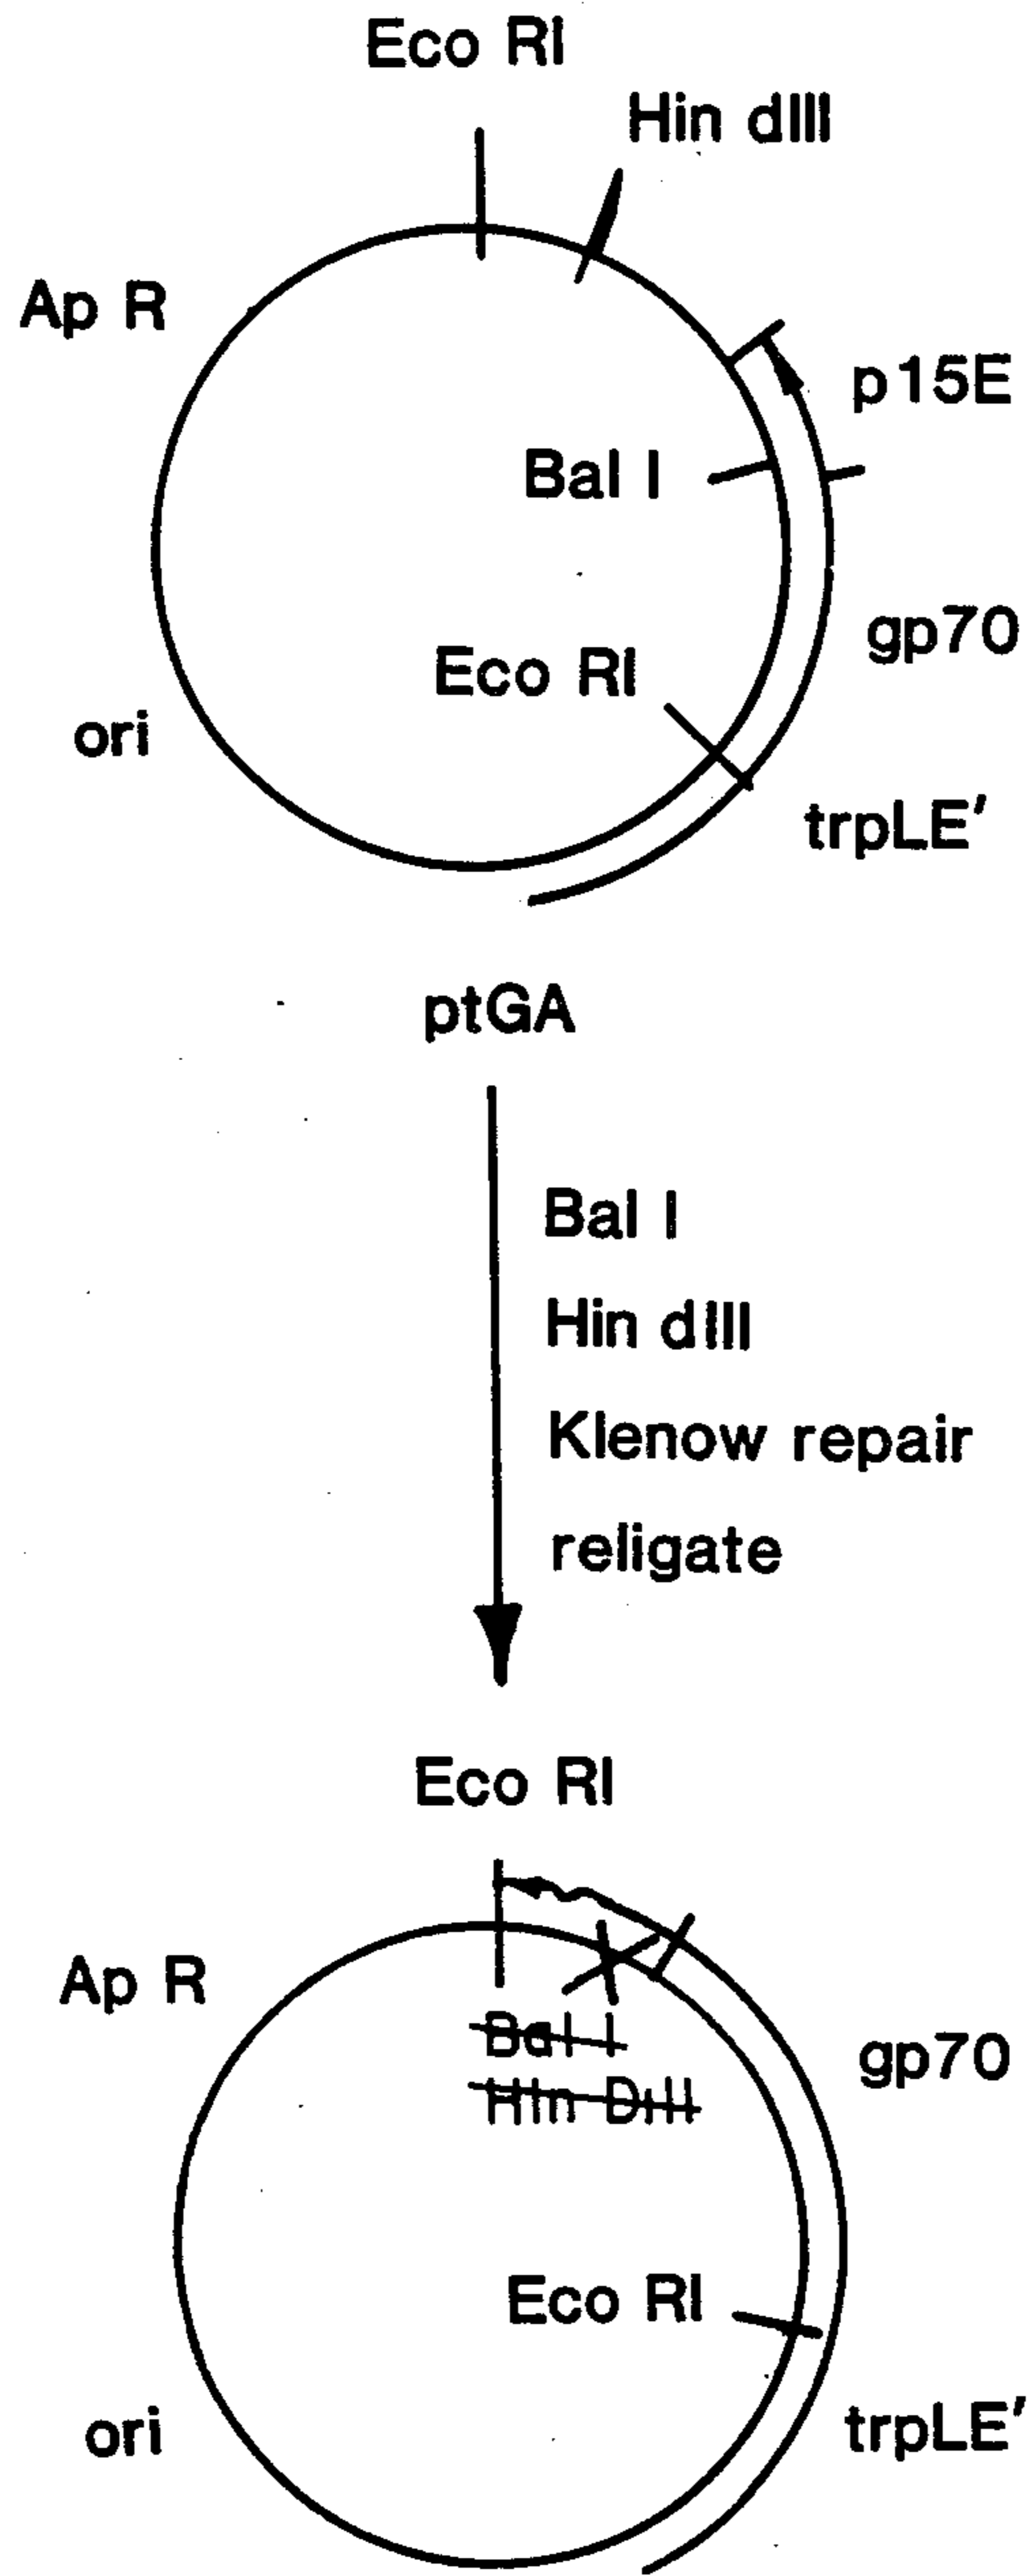 Eco RI
Hin dIII
Ap R
p15E
Bal I
gp70
Eco RI
ori
trpLE'
ptGA
Bal I
Hin dIII
Klenow repair
religate
Eco RI
Ap R
Bal I
HIn DIII
gp70
Eco RI
ori
trpLE'